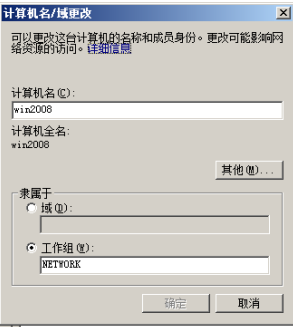 计算机名/域更改
可以更改这台计算机的名称和成员身份。更改可能影响网
络资源的访问。详细信息
计算机名(C):
win2008
计算机全名:
win2008
其他(M)...
隶属于
域(D):
工作组(W):
NETWORK
确定
取消